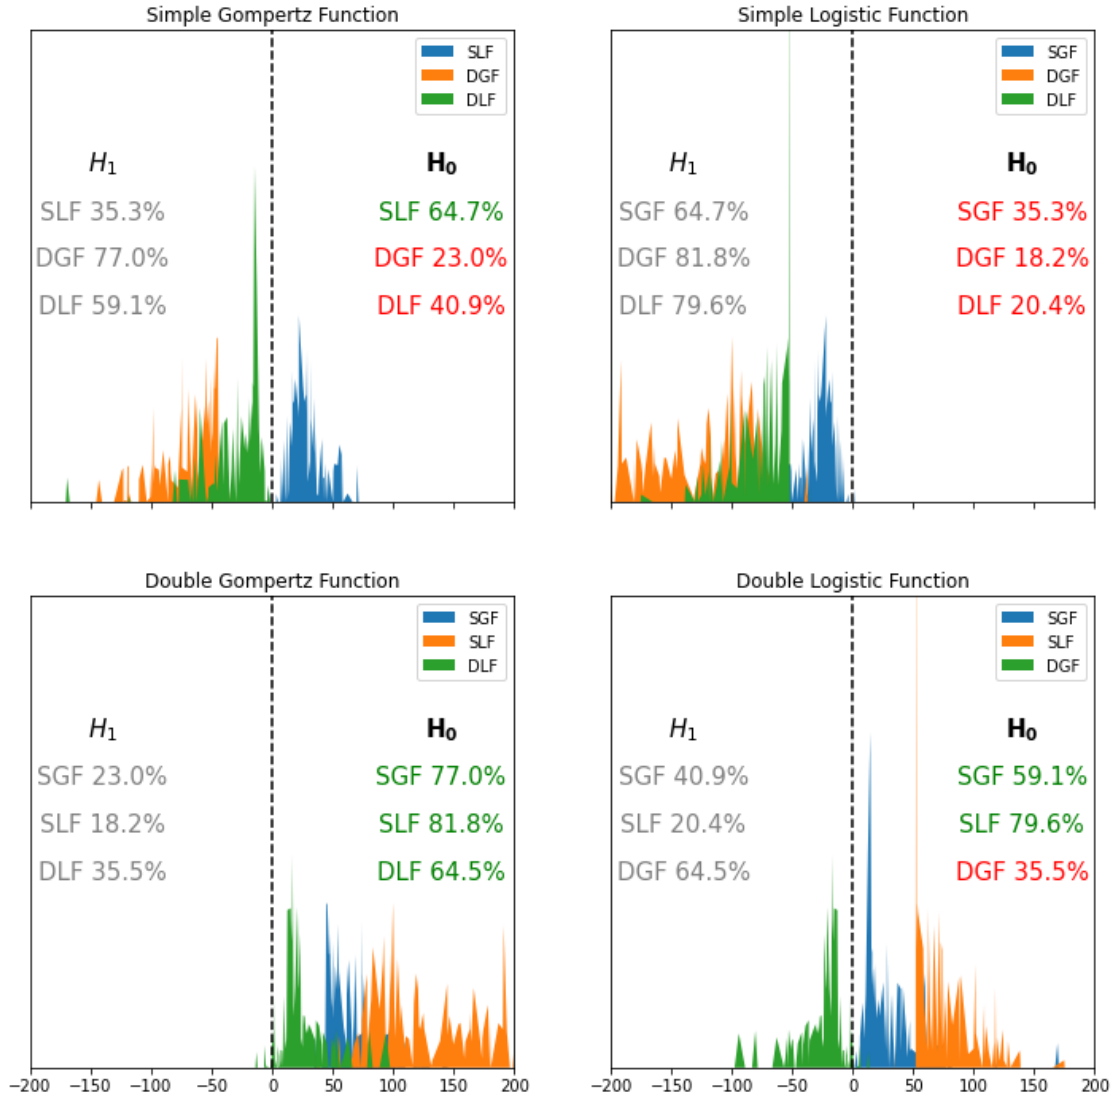 Simple Gompertz Function
SLF
DGF
DLF
H1 H0
SLF 35.3% SLF 64.7%
DGF 77.0% DGF 23.0%
DLF 59.1% DLF 40.9%
Simple Logistic Function
SGF
DGF
DLF
H1 H0
SGF 64.7% SGF 35.3%
DGF 81.8% DGF 18.2%
DLF 79.6% DLF 20.4%
Double Gompertz Function
SGF
SLF
DLF
H1 H0
SGF 23.0% SGF 77.0%
SLF 18.2% SLF 81.8%
DLF 35.5% DLF 64.5%
−200 −150 −100 −50 0 50 100 150 200
Double Logistic Function
SGF
SLF
DGF
H1 H0
SGF 40.9% SGF 59.1%
SLF 20.4% SLF 79.6%
DGF 64.5% DGF 35.5%
−200 −150 −100 −50 0 50 100 150 200